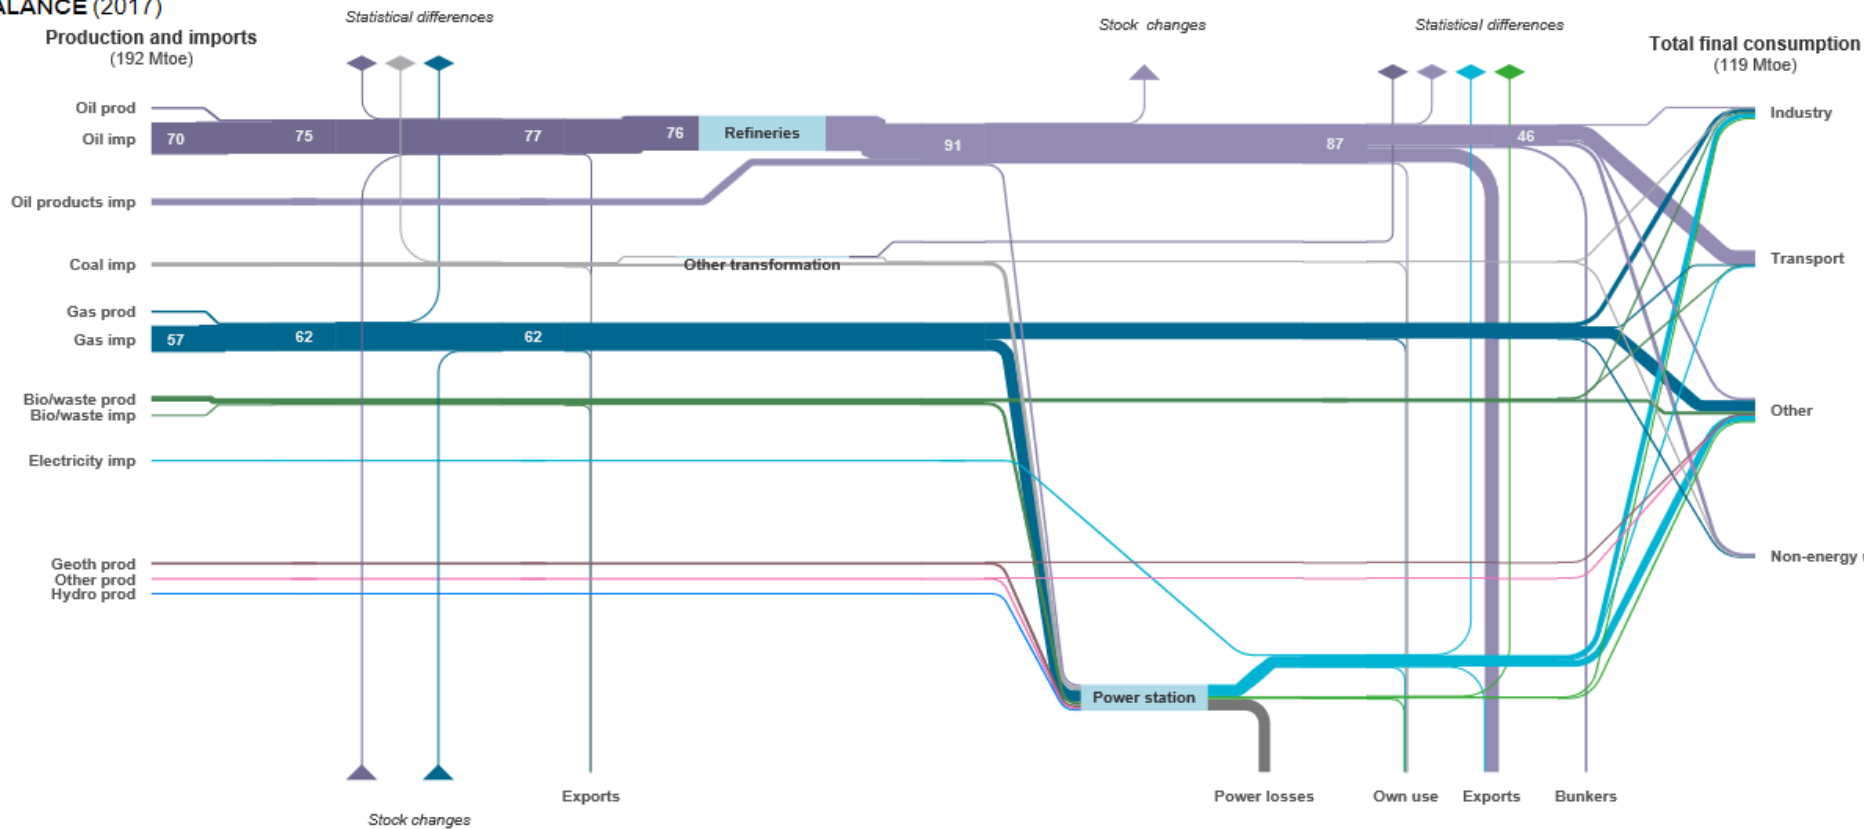 ALANCE (2017)
Statistical differences
Stock changes
Statistical differences
Production and imports
(192 Mtoe)
Total final consumption
(119 Mtoe)
Oil prod
Oil imp
70
75
77
76
Refineries
91
87
46
Industry
Oil products imp
Coal imp
Other transformation
Transport
Gas prod
Gas imp
57
62
62
Bio/waste prod
Bio/waste imp
Other
Electricity imp
Geoth prod
Other prod
Hydro prod
Non-energy
Power station
Exports
Power losses
Own use
Exports
Bunkers
Stock changes